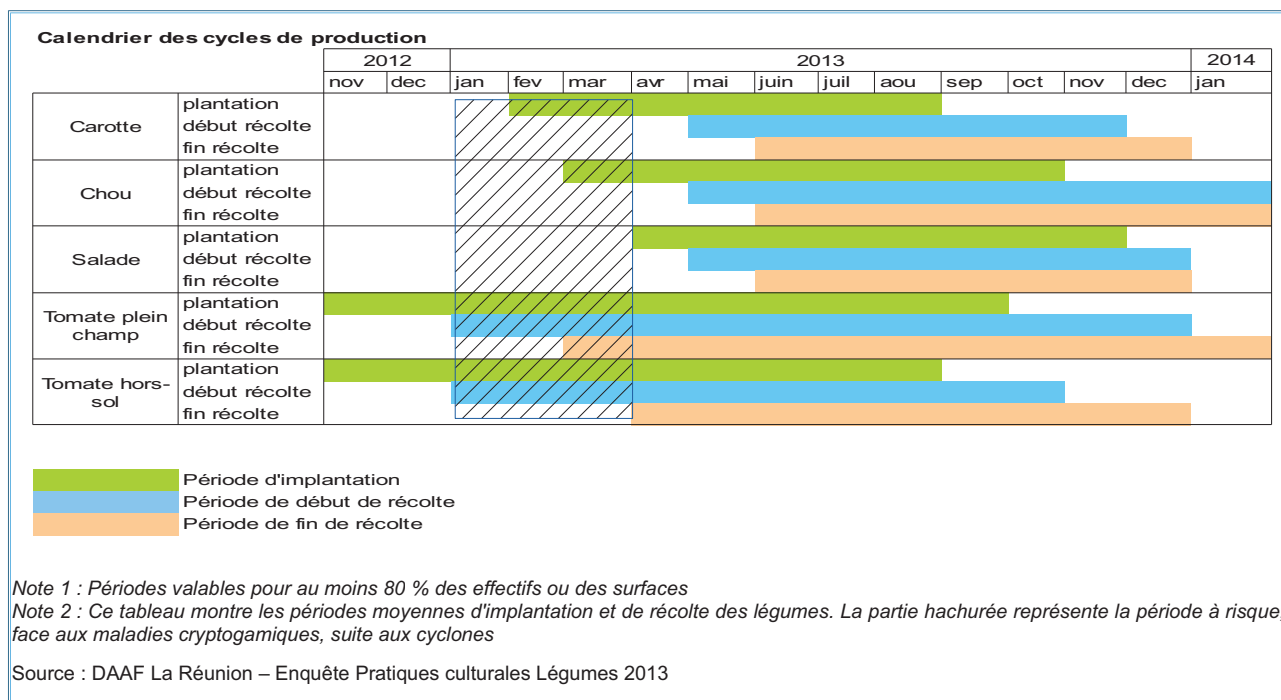 Calendrier des cycles de production
2012 2013 2014
nov dec jan fev mar avr mai juin juil aou sep oct nov dec jan
Carotte
plantation
début récolte
fin récolte
Chou
plantation
début récolte
fin récolte
Salade
plantation
début récolte
fin récolte
Tomate plein
champ
plantation
début récolte
fin récolte
Tomate hors-
sol
plantation
début récolte
fin récolte
Période d'implantation
Période de début de récolte
Période de fin de récolte
Note 1 : Périodes valables pour au moins 80 % des effectifs ou des surfaces
Note 2 : Ce tableau montre les périodes moyennes d'implantation et de récolte des légumes. La partie hachurée représente la période à risque,
face aux maladies cryptogamiques, suite aux cyclones
Source : DAAF La Réunion – Enquête Pratiques culturales Légumes 2013